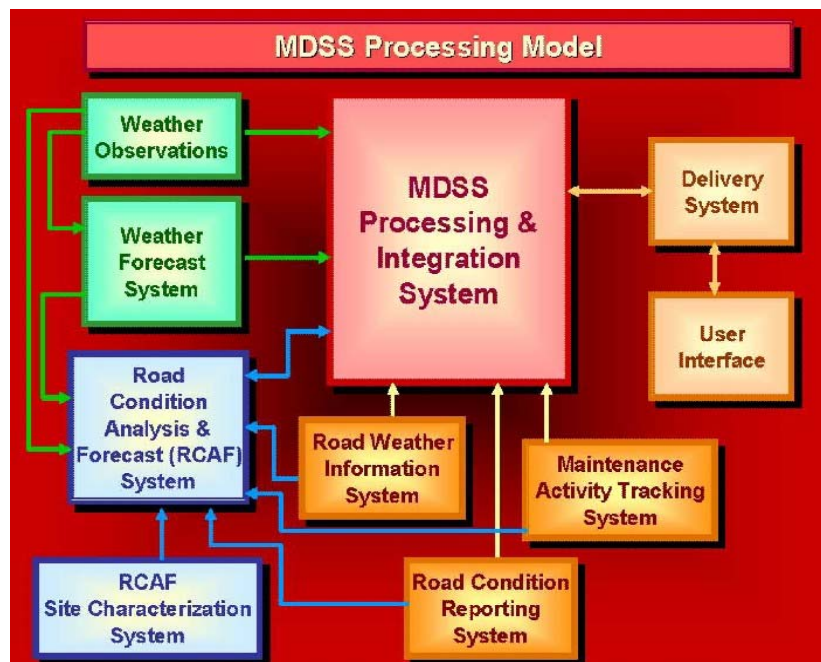 MDSS Processing Model
Weather
Observations
Weather
Forecast
System
MDSS
Processing &
Integration
System
Delivery
System
User
Interface
Road
Condition
Analysis &
Forecast (RCAF)
System
Road Weather
Information
System
Maintenance
Activity Tracking
System
RCAF
Site Characterization
System
Road Condition
Reporting
System